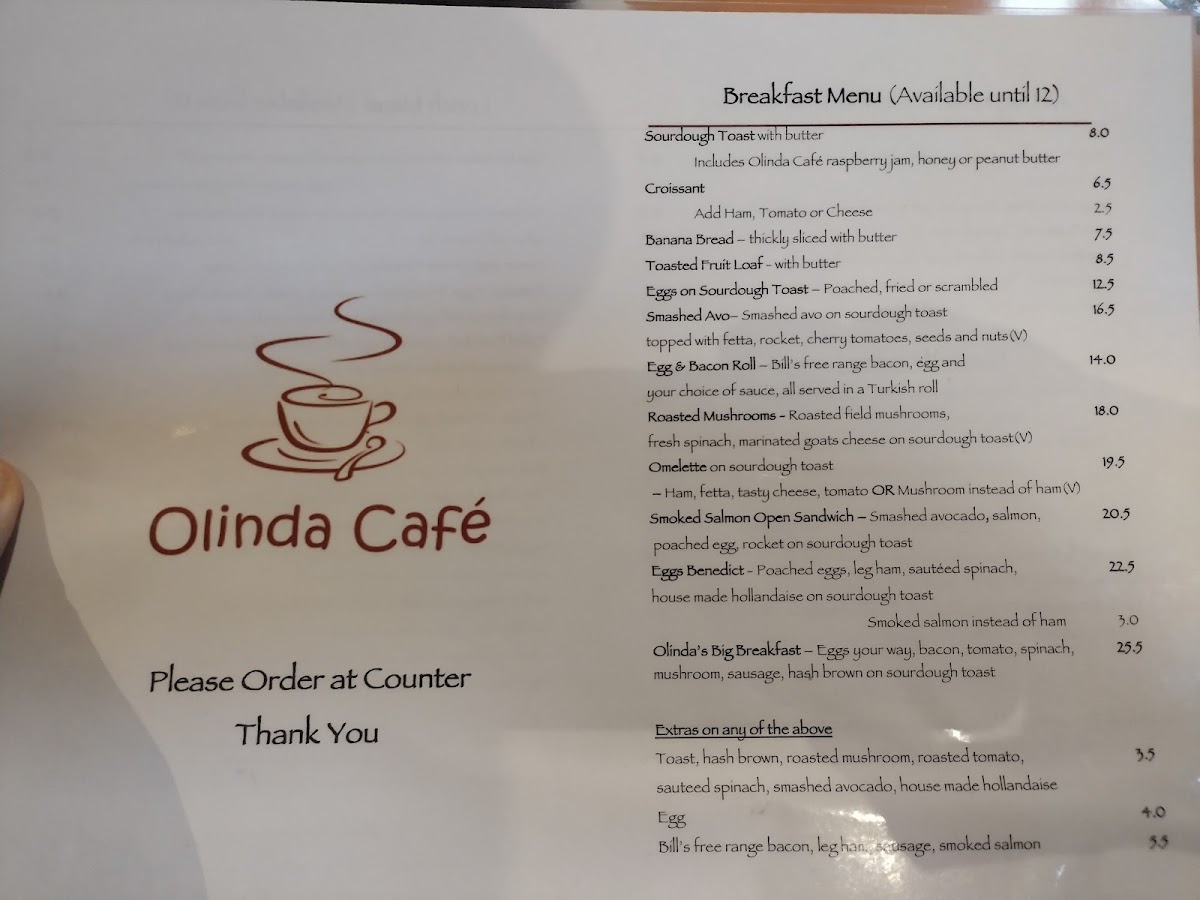 Olinda Café
Please Order at Counter
Thank You
Breakfast Menu (Available until 12)
Sourdough Toast with butter 8.0
Includes Olinda Café raspberry jam, honey or peanut butter
Croissant 6.5
Add Ham, Tomato or Cheese 2.5
Banana Bread – thickly sliced with butter 7.5
Toasted Fruit Loaf - with butter 8.5
Eggs on Sourdough Toast – Poached, fried or scrambled 12.5
Smashed Avo– Smashed avo on sourdough toast 16.5
topped with fetta, rocket, cherry tomatoes, seeds and nuts(V)
Egg & Bacon Roll – Bill's free range bacon, egg and 14.0
your choice of sauce, all served in a Turkish roll
Roasted Mushrooms - Roasted field mushrooms, 18.0
fresh spinach, marinated goats cheese on sourdough toast(V)
Omelette on sourdough toast 19.5
– Ham, fetta, tasty cheese, tomato OR Mushroom instead of ham(V)
Smoked Salmon Open Sandwich – Smashed avocado, salmon, 20.5
poached egg, rocket on sourdough toast
Eggs Benedict - Poached eggs, leg ham, sautéed spinach, 22.5
house made hollandaise on sourdough toast
Smoked salmon instead of ham 3.0
Olinda's Big Breakfast – Eggs your way, bacon, tomato, spinach, 25.5
mushroom, sausage, hash brown on sourdough toast
Extras on any of the above
Toast, hash brown, roasted mushroom, roasted tomato, 3.5
sauteed spinach, smashed avocado, house made hollandaise
Egg 4.0
Bill's free range bacon, leg ham, sausage, smoked salmon 5.5